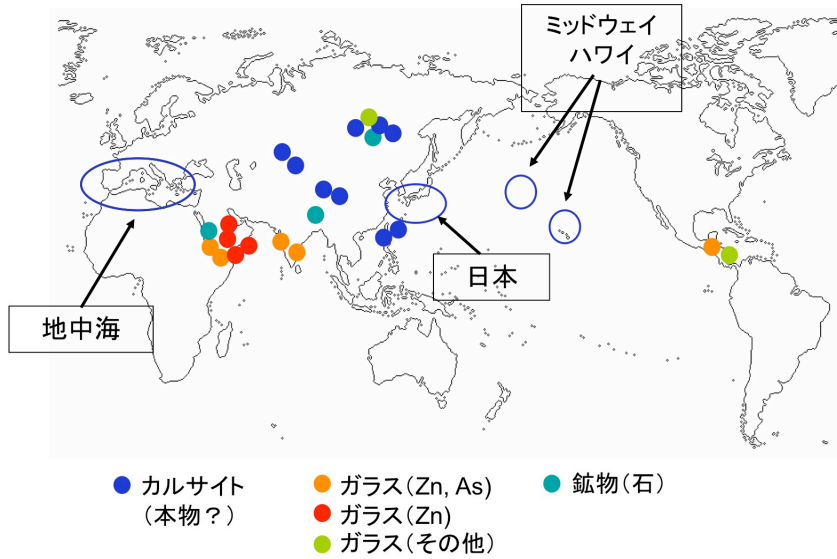 ミッドウェイ
ハワイ
日本
地中海
カルサイト
(本物？)
ガラス(Zn, As)
ガラス(Zn)
ガラス(その他)
鉱物(石)